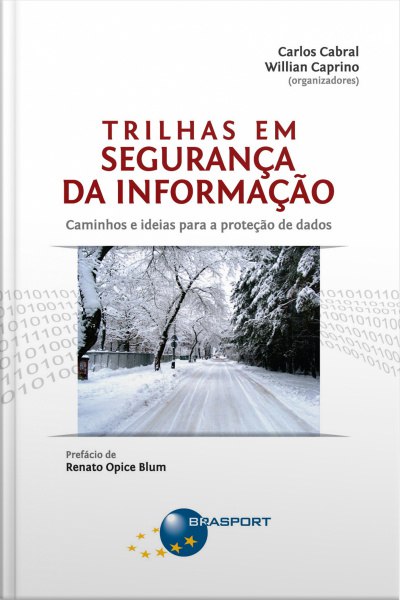 Carlos Cabral
Willian Caprino
(organizadores)
TRILHAS EM
SEGURANÇA
DA INFORMAÇÃO
Caminhos e ideias para a proteção de dados
Prefácio de
Renato Opice Blum
BRASPORT